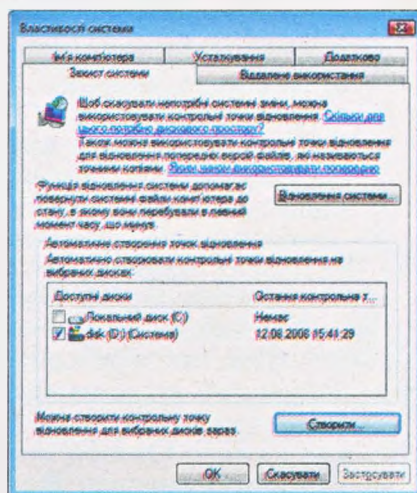 Властивості системи
Ім'я комп'ютера
Устаткування
Додатково
Захист системи
Віддалене використання
Щоб скасувати непотрібні системні зміни, можна
використовувати контрольні точки відновлення. Скільки для
цього потрібно дискового простору?
Також можна використовувати контрольні точки відновлення
для відновлення попередніх версій файлів, які називаються
тіньовими копіями. Яким чином використовувати попередню
Функція відновлення системи допомагає
повернути системні файли комп'ютера до
стану, в якому вони перебували в певний
момент часу, що минув.
Відновлення системи...
Автоматичне створення точок відновлення
Автоматично створювати контрольні точки відновлення на
вибраних дисках:
Доступні диски
Остання контрольна т...
Локальний диск (C:)
Немає
disk (D:) (Система)
12.08.2008 15:41:29
Можна створити контрольну точку
відновлення для вибраних дисків зараз.
Створити...
OK
Скасувати
Застосувати